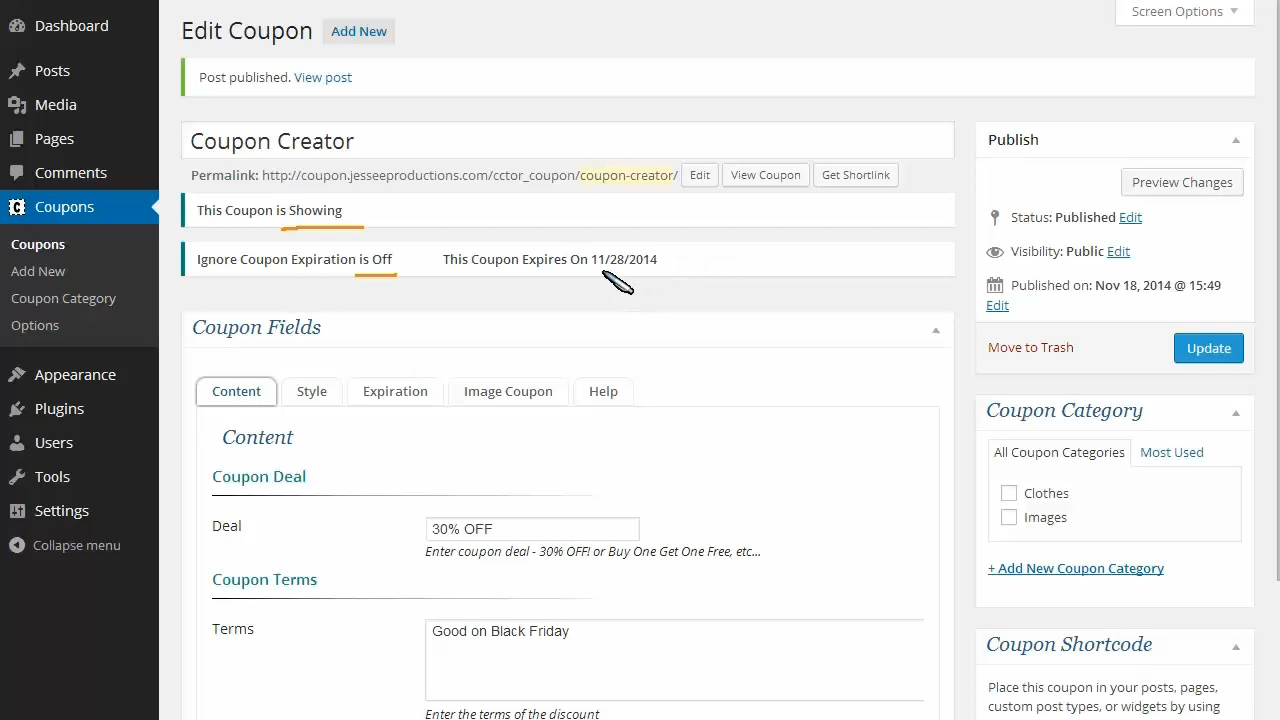 Dashboard
Posts
Media
Pages
Comments
Coupons
Coupons
Add New
Coupon Category
Options
Appearance
Plugins
Users
Tools
Settings
Collapse menu
Screen Options
Edit Coupon Add New
Post published. View post
Coupon Creator
Permalink: http://coupon.jesseeproductions.com/cctor_coupon/coupon-creator/ Edit View Coupon Get Shortlink
This Coupon is Showing
Ignore Coupon Expiration is Off This Coupon Expires On 11/28/2014
Coupon Fields
Content Style Expiration Image Coupon Help
Content
Coupon Deal
Deal 30% OFF
Enter coupon deal - 30% OFF! or Buy One Get One Free, etc...
Coupon Terms
Terms Good on Black Friday
Enter the terms of the discount
Publish
Preview Changes
Status: Published Edit
Visibility: Public Edit
Published on: Nov 18, 2014 @ 15:49
Edit
Move to Trash Update
Coupon Category
All Coupon Categories Most Used
Clothes
Images
+ Add New Coupon Category
Coupon Shortcode
Place this coupon in your posts, pages,
custom post types, or widgets by using